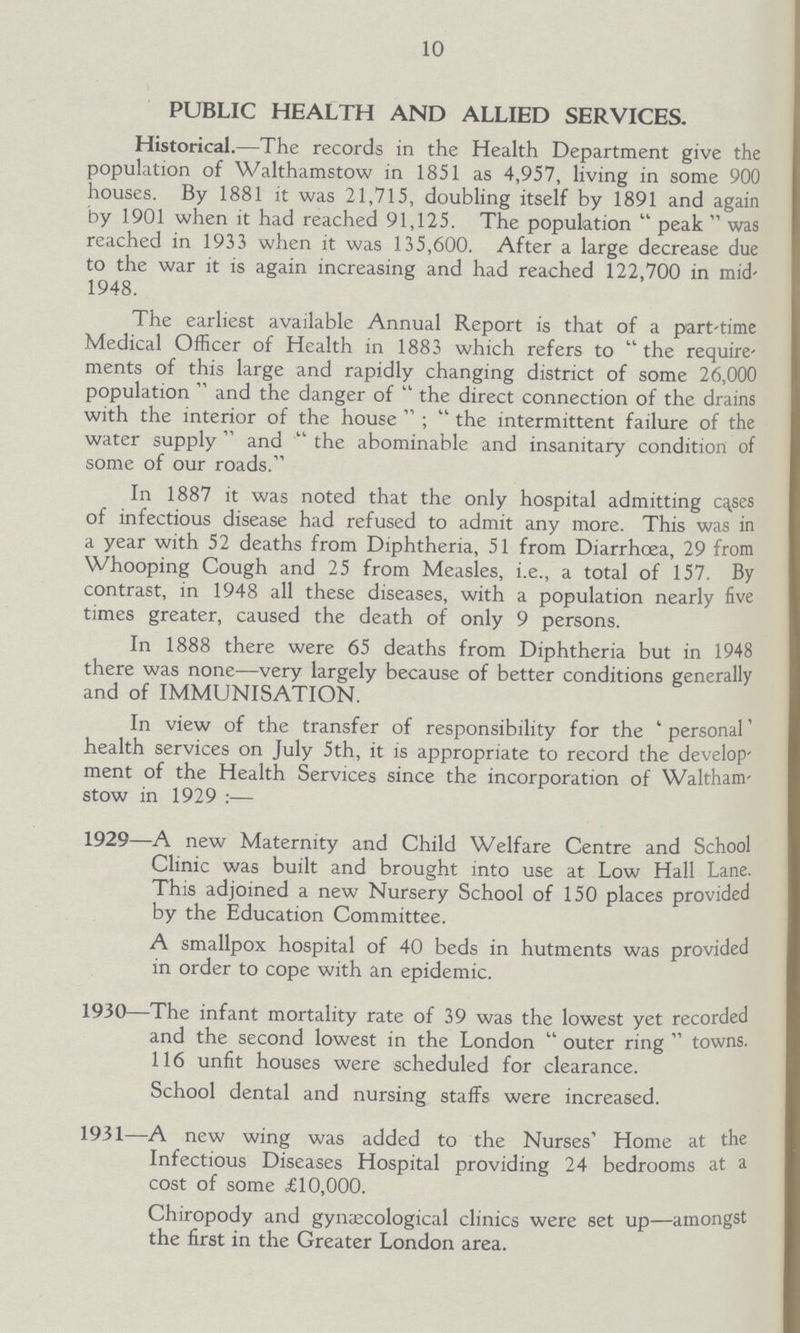 10
PUBLIC HEALTH AND ALLIED SERVICES.
Historical.—The records in the Health Department give the
population of Walthamstow in 1851 as 4,957, living in some 900
houses. By 1881 it was 21,715, doubling itself by 1891 and again
by 1901 when it had reached 91,125. The population “ peak ” was
reached in 1933 when it was 135,600. After a large decrease due
to the war it is again increasing and had reached 122,700 in mid-
1948.
The earliest available Annual Report is that of a part-time
Medical Officer of Health in 1883 which refers to “ the require-
ments of this large and rapidly changing district of some 26,000
population ” and the danger of “ the direct connection of the drains
with the interior of the house ” ; “ the intermittent failure of the
water supply ” and “ the abominable and insanitary condition of
some of our roads.”
In 1887 it was noted that the only hospital admitting cases
of infectious disease had refused to admit any more. This was in
a year with 52 deaths from Diphtheria, 51 from Diarrhœa, 29 from
Whooping Cough and 25 from Measles, i.e., a total of 157. By
contrast, in 1948 all these diseases, with a population nearly five
times greater, caused the death of only 9 persons.
In 1888 there were 65 deaths from Diphtheria but in 1948
there was none—very largely because of better conditions generally
and of IMMUNISATION.
In view of the transfer of responsibility for the ‘ personal ’
health services on July 5th, it is appropriate to record the develop-
ment of the Health Services since the incorporation of Waltham-
stow in 1929 :—
1929—A new Maternity and Child Welfare Centre and School
Clinic was built and brought into use at Low Hall Lane.
This adjoined a new Nursery School of 150 places provided
by the Education Committee.
A smallpox hospital of 40 beds in hutments was provided
in order to cope with an epidemic.
1930—The infant mortality rate of 39 was the lowest yet recorded
and the second lowest in the London “ outer ring ” towns.
116 unfit houses were scheduled for clearance.
School dental and nursing staffs were increased.
1931—A new wing was added to the Nurses’ Home at the
Infectious Diseases Hospital providing 24 bedrooms at a
cost of some £10,000.
Chiropody and gynæcological clinics were set up—amongst
the first in the Greater London area.